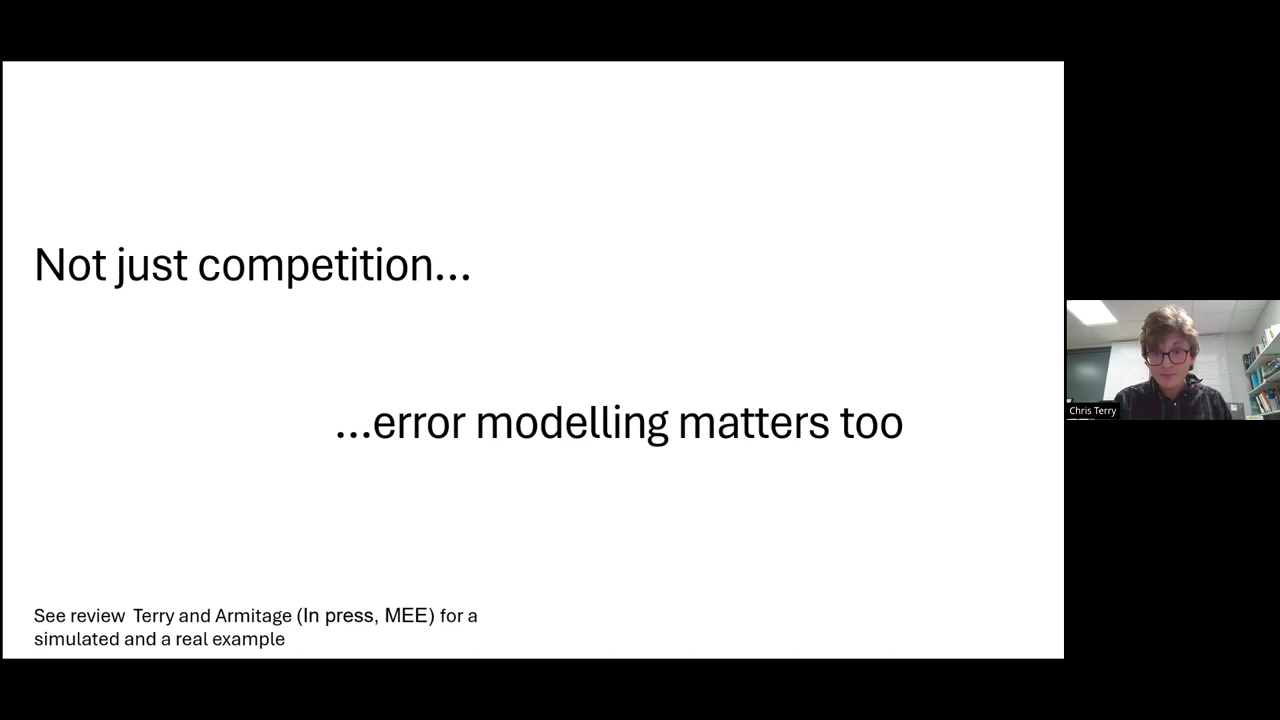 Not just competition...
...error modelling matters too
See review  Terry and Armitage (In press, MEE) for a
simulated and a real example
Chris Terry